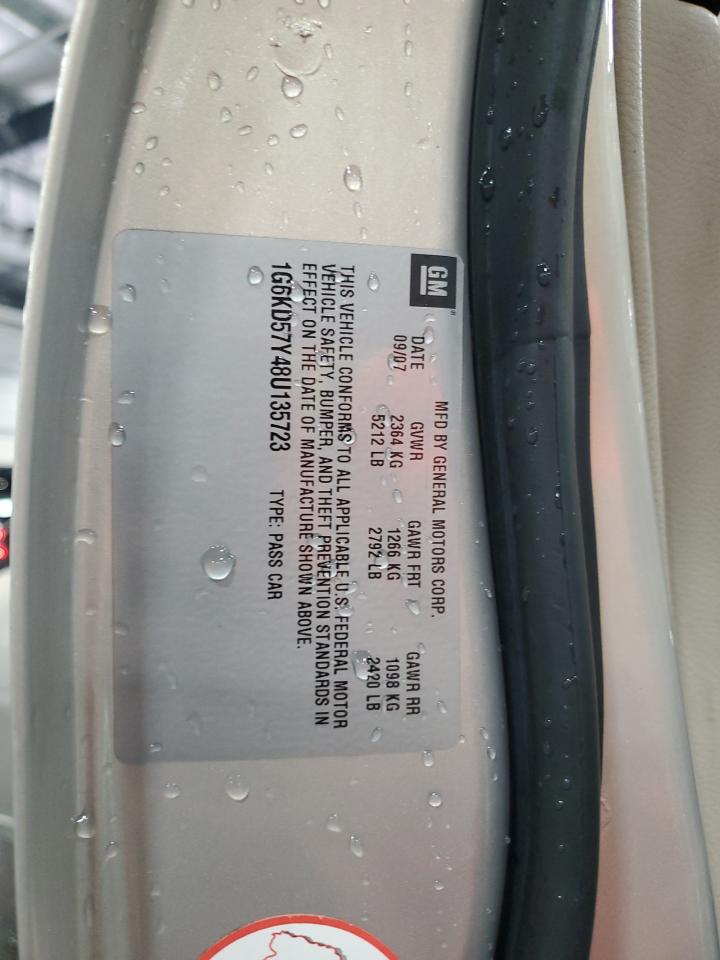 GM
MFD BY GENERAL MOTORS CORP.
DATE GVWR GAWR FRT GAWR RR
09/07 2364 KG 1266 KG 1098 KG
5212 LB 2792 LB 2420 LB
THIS VEHICLE CONFORMS TO ALL APPLICABLE U.S. FEDERAL MOTOR
VEHICLE SAFETY, BUMPER, AND THEFT PREVENTION STANDARDS IN
EFFECT ON THE DATE OF MANUFACTURE SHOWN ABOVE.
1G6KD57Y48U135723 TYPE: PASS CAR